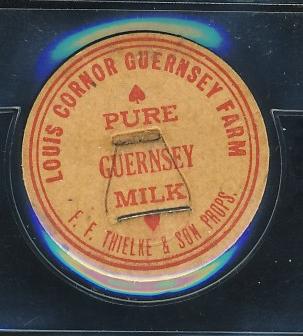 LOUIS CORNOR GUERNSEY FARM
PURE
GUERNSEY
MILK
F. F. THIELKE & SON PROPS.